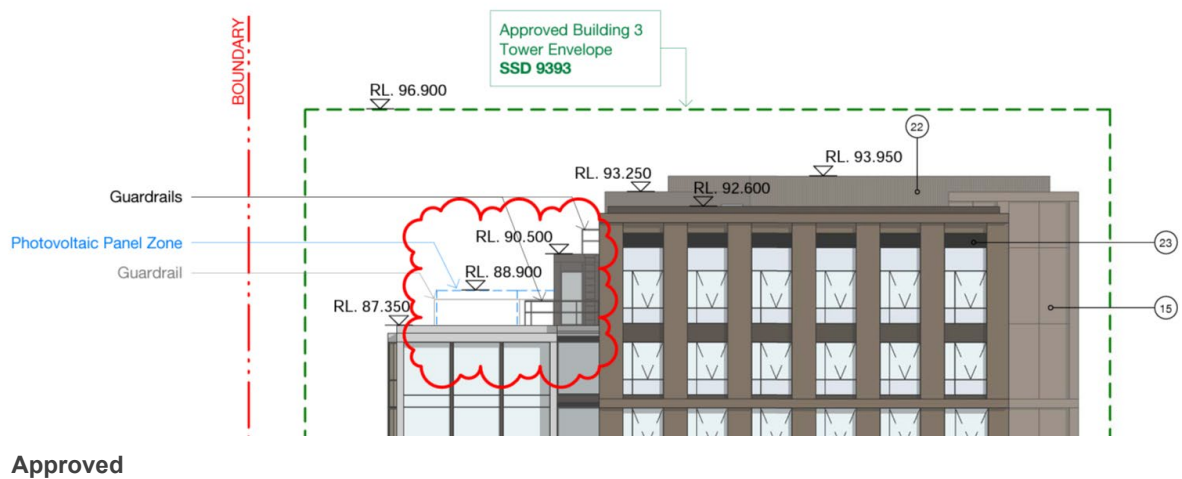 Approved Building 3
Tower Envelope
SSD 9393
BOUNDARY
RL. 96.900
22
RL. 93.950
RL. 93.250
RL. 92.600
Guardrails
RL. 90.500
23
Photovoltaic Panel Zone
RL. 88.900
Guardrail
RL. 87.350
15
Approved